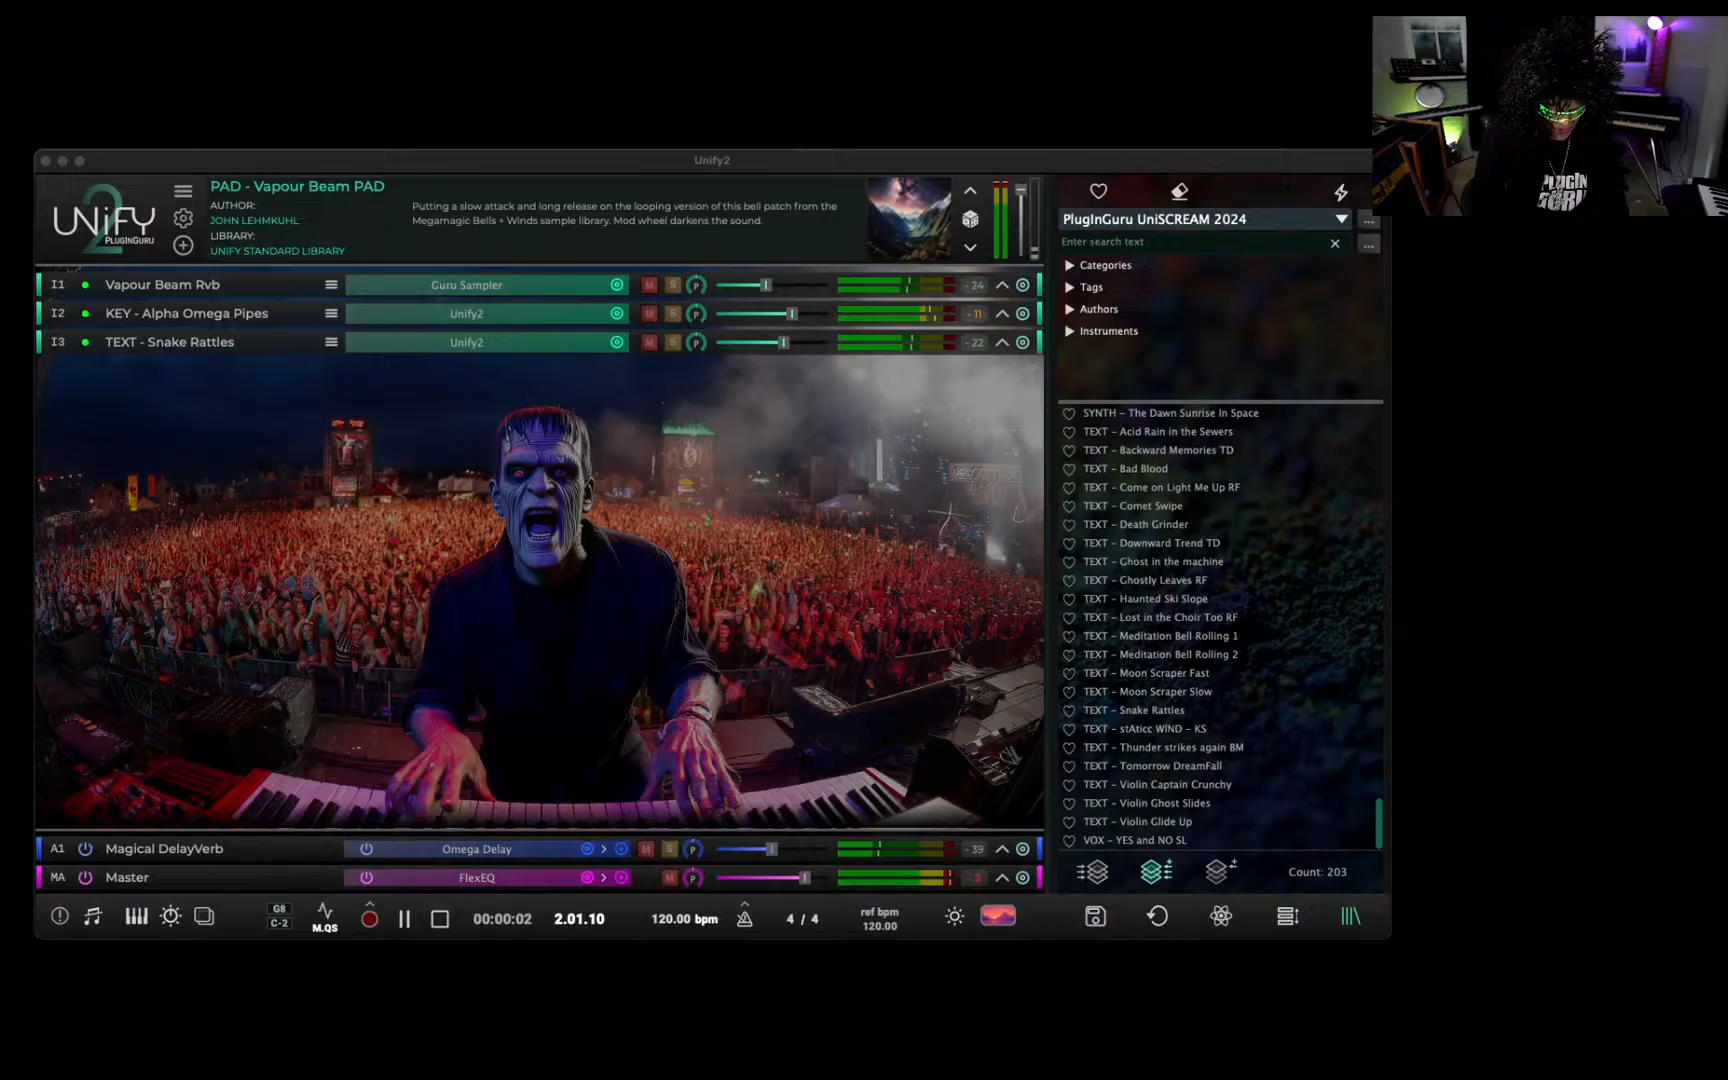 Unify2
UNiFY
2
PLUGINGURU
PAD - Vapour Beam PAD
AUTHOR:
JOHN LEHMKUHL
LIBRARY:
UNIFY STANDARD LIBRARY
Putting a slow attack and long release on the looping version of this bell patch from the
Megamagic Bells + Winds sample library. Mod wheel darkens the sound.
I1 Vapour Beam Rvb Guru Sampler M S P -24
I2 KEY - Alpha Omega Pipes Unify2 M S P -11
I3 TEXT - Snake Rattles Unify2 M S P -22
A1 Magical DelayVerb Omega Delay M S P -39
MA Master FlexEQ M P -3
G8
C-2
M.QS
00:00:02
2.01.10
120.00 bpm
4 / 4
ref bpm
120.00
PlugInGuru UniSCREAM 2024
...
Enter search text
...
Categories
Tags
Authors
Instruments
SYNTH - The Dawn Sunrise In Space
TEXT - Acid Rain in the Sewers
TEXT - Backward Memories TD
TEXT - Bad Blood
TEXT - Come on Light Me Up RF
TEXT - Comet Swipe
TEXT - Death Grinder
TEXT - Downward Trend TD
TEXT - Ghost in the machine
TEXT - Ghostly Leaves RF
TEXT - Haunted Ski Slope
TEXT - Lost in the Choir Too RF
TEXT - Meditation Bell Rolling 1
TEXT - Meditation Bell Rolling 2
TEXT - Moon Scraper Fast
TEXT - Moon Scraper Slow
TEXT - Snake Rattles
TEXT - stAticc WIND - KS
TEXT - Thunder strikes again BM
TEXT - Tomorrow DreamFall
TEXT - Violin Captain Crunchy
TEXT - Violin Ghost Slides
TEXT - Violin Glide Up
VOX - YES and NO SL
Count: 203
PLUGIN
GURU